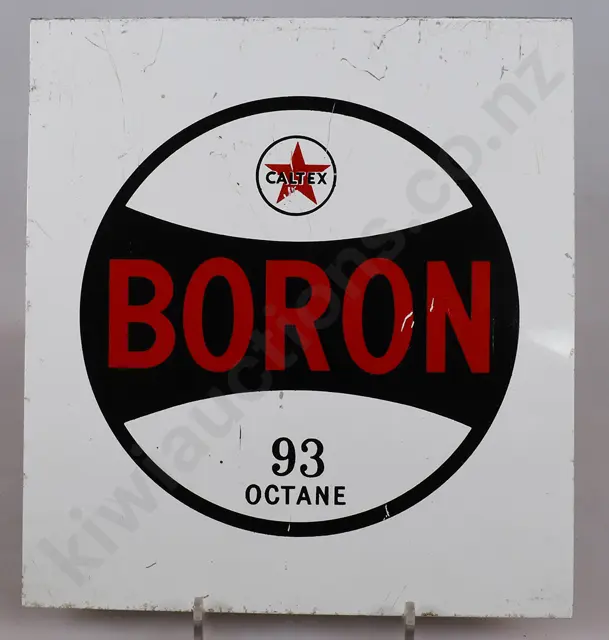 CALTEX
BORON
93
OCTANE
kiwiauctions.co.nz